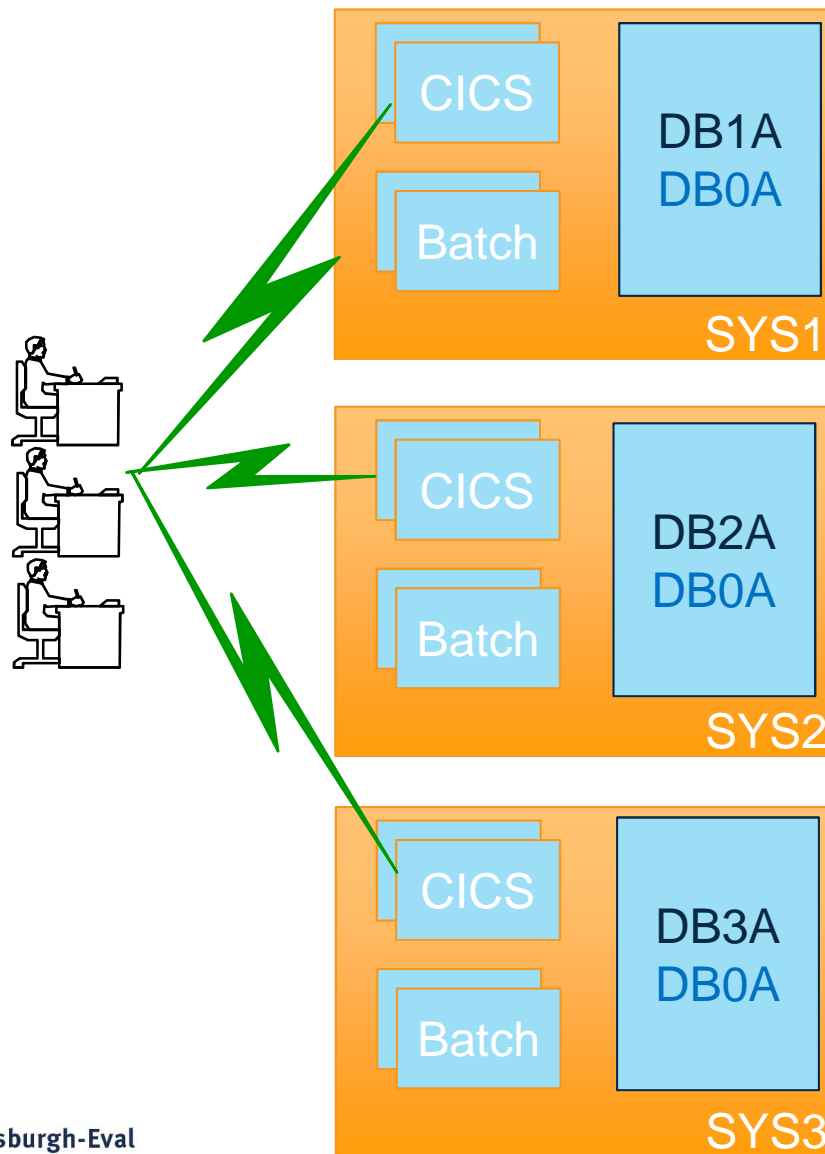 CICS
DB1A
DB0A
Batch
SYS1
CICS
DB2A
DB0A
Batch
SYS2
CICS
DB3A
DB0A
Batch
SYS3
sburgh-Eval